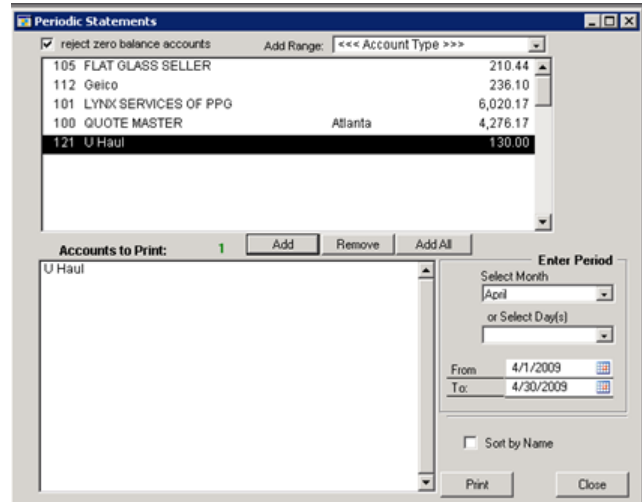 Periodic Statements
reject zero balance accounts Add Range: <<< Account Type >>>
105 FLAT GLASS SELLER 210.44
112 Geico 236.10
101 LYNX SERVICES OF PPG 6,020.17
100 QUOTE MASTER Atlanta 4,276.17
121 U Haul 130.00
Accounts to Print: 1 Add Remove Add All
U Haul
Enter Period
Select Month
April
or Select Day(s)
From 4/1/2009
To: 4/30/2009
Sort by Name
Print Close